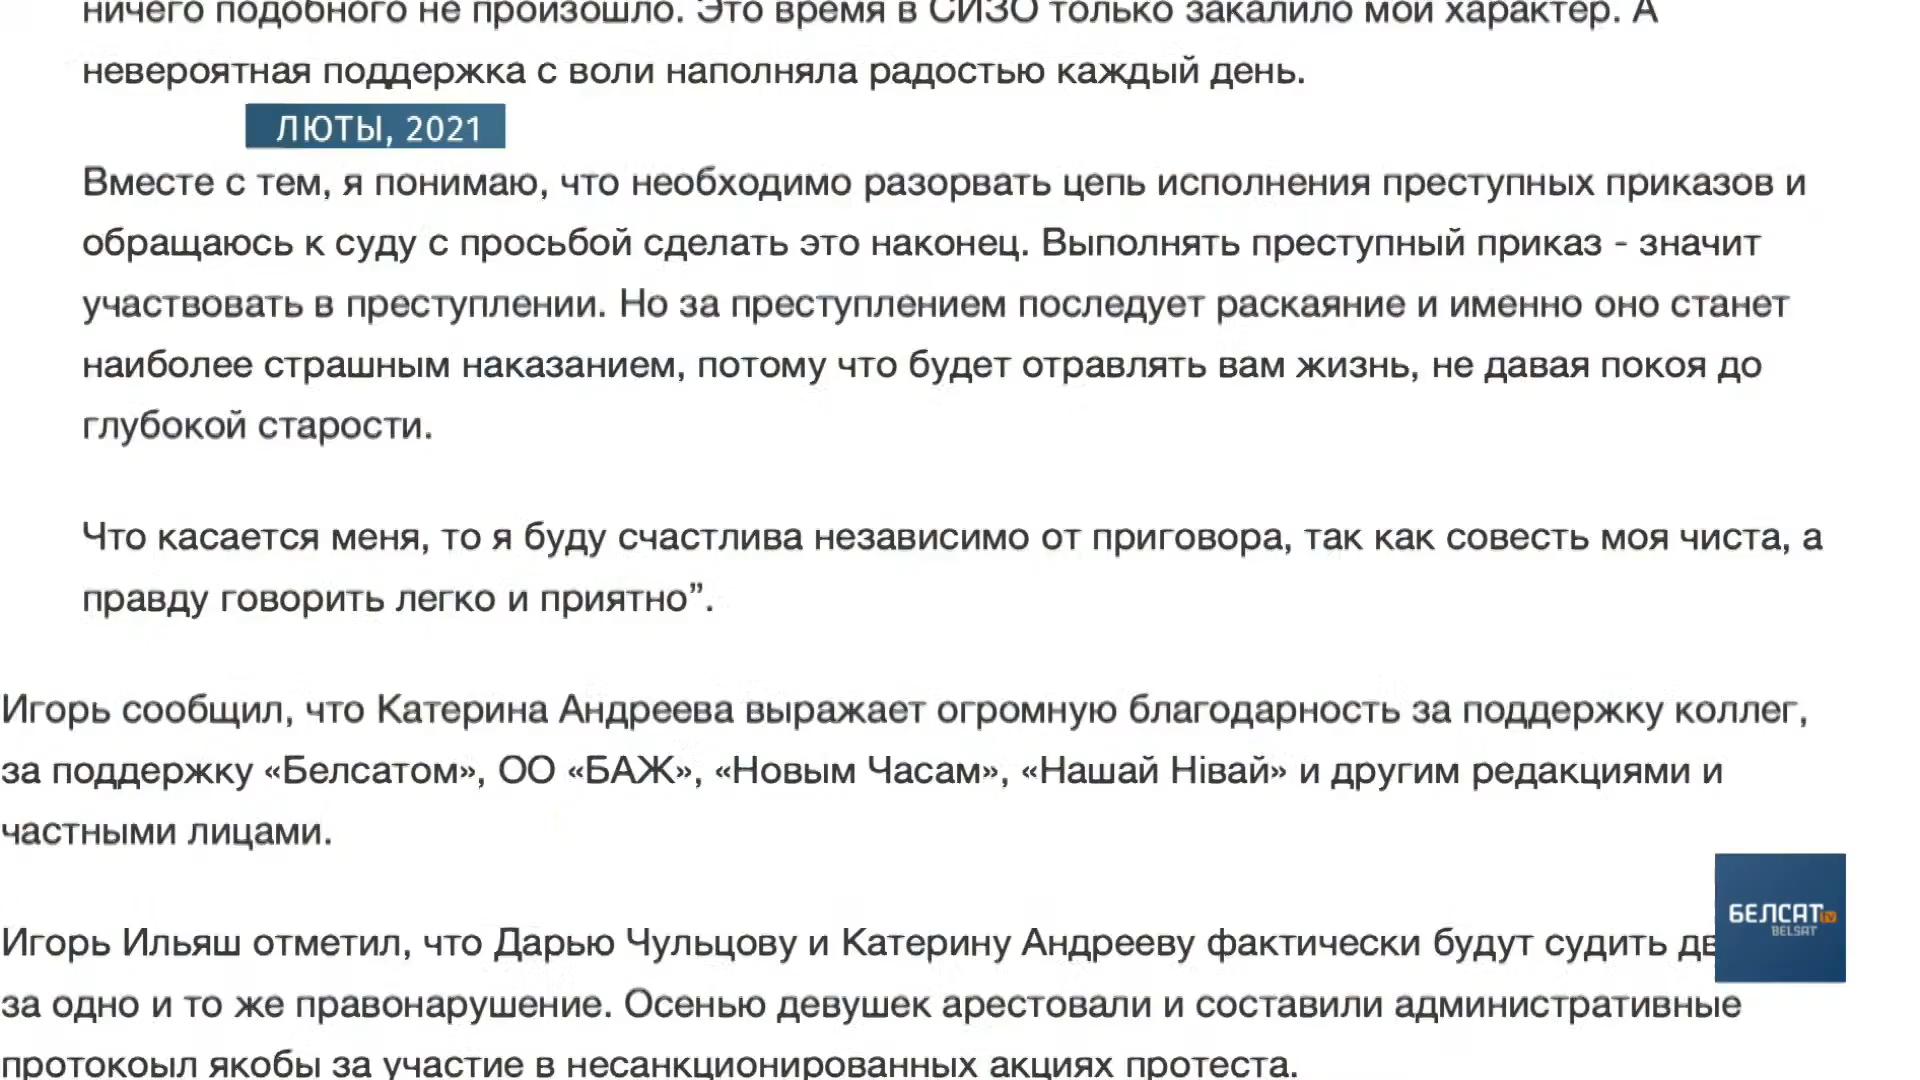 ничего подобного не произошло. Это время в СИЗО только закалило мой характер. А
невероятная поддержка с воли наполняла радостью каждый день.
ЛЮТЫ, 2021
Вместе с тем, я понимаю, что необходимо разорвать цепь исполнения преступных приказов и
обращаюсь к суду с просьбой сделать это наконец. Выполнять преступный приказ - значит
участвовать в преступлении. Но за преступлением последует раскаяние и именно оно станет
наиболее страшным наказанием, потому что будет отравлять вам жизнь, не давая покоя до
глубокой старости.
Что касается меня, то я буду счастлива независимо от приговора, так как совесть моя чиста, а
правду говорить легко и приятно”.
Игорь сообщил, что Катерина Андреева выражает огромную благодарность за поддержку коллег,
за поддержку «Белсатом», ОО «БАЖ», «Новым Часам», «Нашай Нівай» и другим редакциями и
частными лицами.
БЕЛСАТ tv
BELSAT
Игорь Ильяш отметил, что Дарью Чульцову и Катерину Андрееву фактически будут судить
за одно и то же правонарушение. Осенью девушек арестовали и составили административные
протокоыл якобы за участие в несанкционированных акциях протеста.